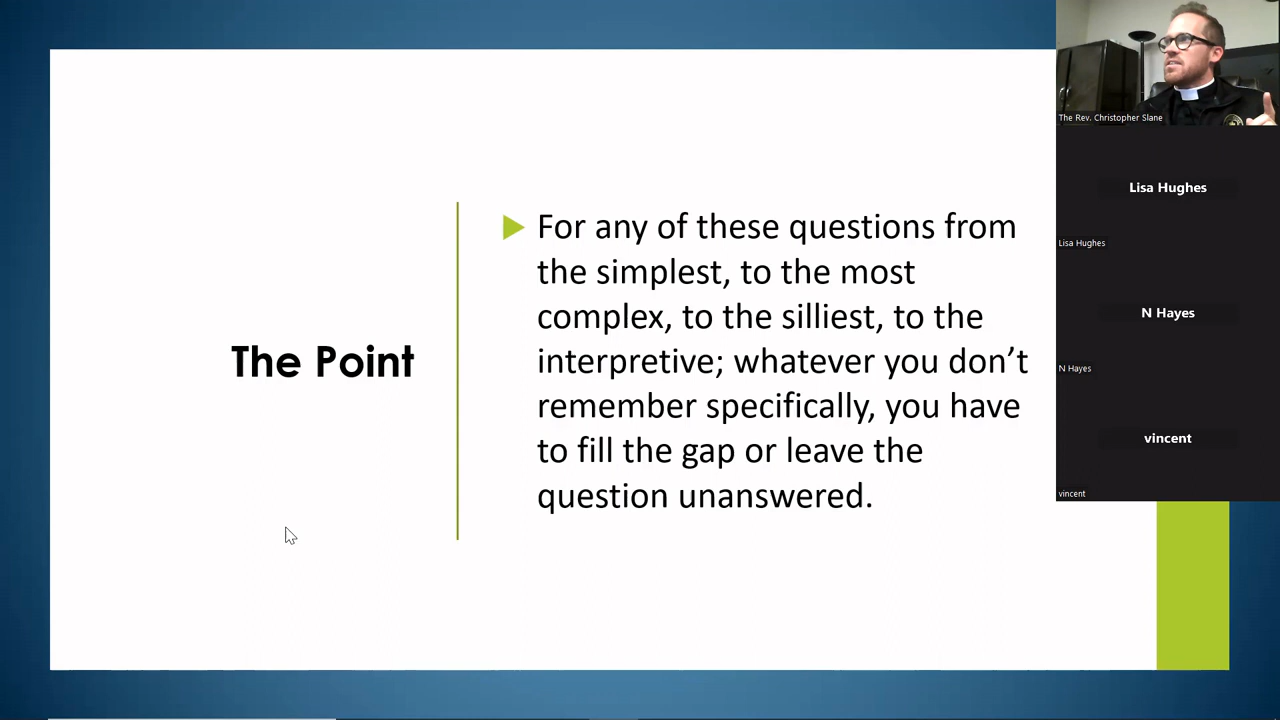 The Point
For any of these questions from
the simplest, to the most
complex, to the silliest, to the
interpretive; whatever you don’t
remember specifically, you have
to fill the gap or leave the
question unanswered.
The Rev. Christopher Slane
Lisa Hughes
Lisa Hughes
N Hayes
N Hayes
vincent
vincent